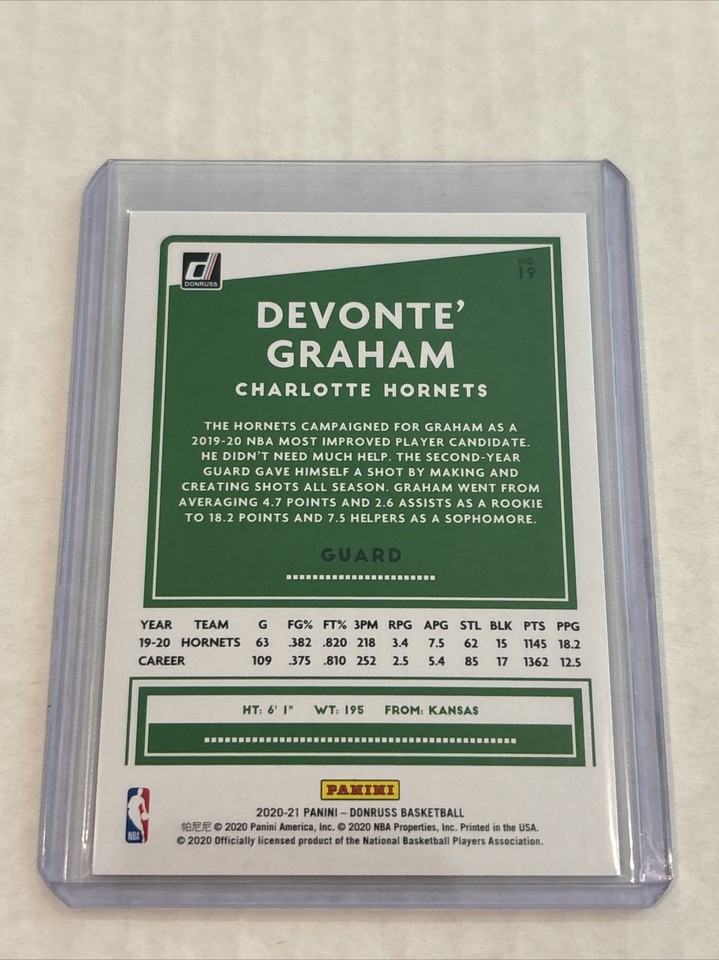 DONRUSS
NO.
19
DEVONTE'
GRAHAM
CHARLOTTE HORNETS
THE HORNETS CAMPAIGNED FOR GRAHAM AS A
2019-20 NBA MOST IMPROVED PLAYER CANDIDATE.
HE DIDN'T NEED MUCH HELP. THE SECOND-YEAR
GUARD GAVE HIMSELF A SHOT BY MAKING AND
CREATING SHOTS ALL SEASON. GRAHAM WENT FROM
AVERAGING 4.7 POINTS AND 2.6 ASSISTS AS A ROOKIE
TO 18.2 POINTS AND 7.5 HELPERS AS A SOPHOMORE.
GUARD
YEAR TEAM G FG% FT% 3PM RPG APG STL BLK PTS PPG
19-20 HORNETS 63 .382 .820 218 3.4 7.5 62 15 1145 18.2
CAREER 109 .375 .810 252 2.5 5.4 85 17 1362 12.5
HT: 6' 1" WT: 195 FROM: KANSAS
PANINI
NBA
2020-21 PANINI – DONRUSS BASKETBALL
帕尼尼 © 2020 Panini America, Inc. © 2020 NBA Properties, Inc. Printed in the USA.
© 2020 Officially licensed product of the National Basketball Players Association.